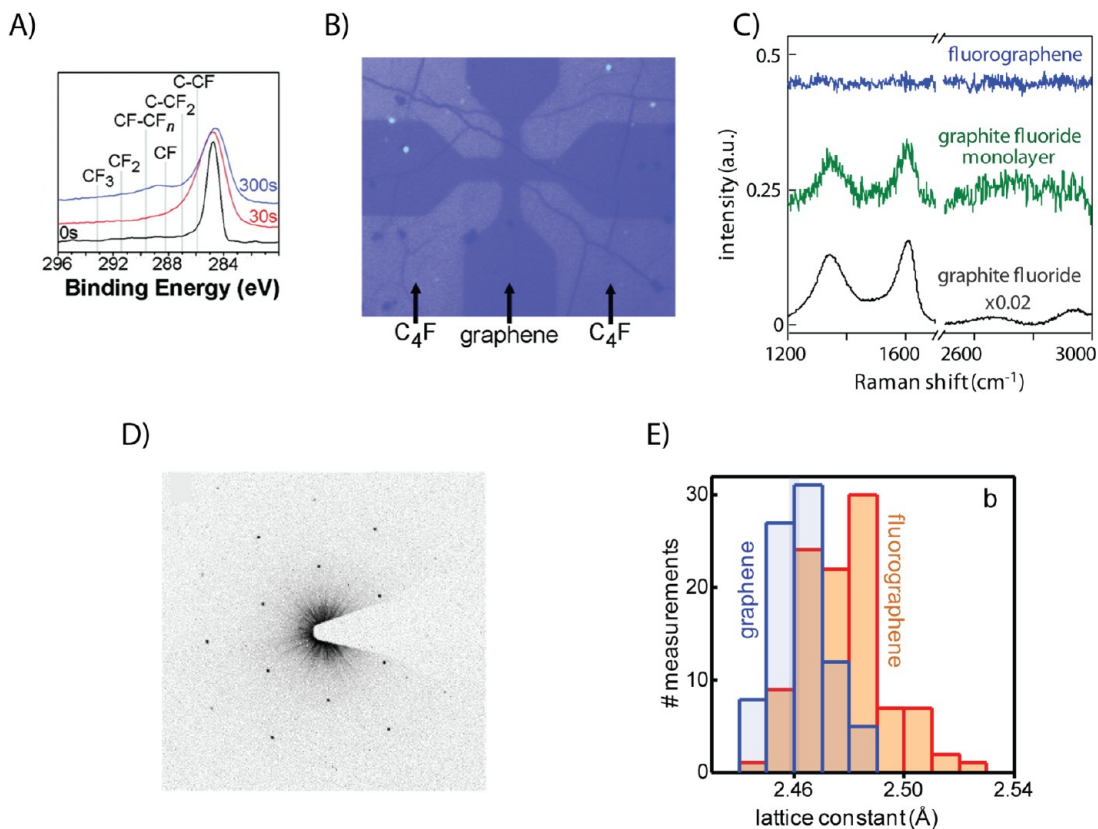 A)
C-CF
C-CF2
CF-CFn
CF
CF2
CF3
300s
30s
0s
296 292 288 284
Binding Energy (eV)
B)
C4F graphene C4F
C)
0.5
0.25
0
intensity (a.u.)
fluorographene
graphite fluoride
monolayer
graphite fluoride
x0.02
1200 1600 2600 3000
Raman shift (cm-1)
D)
E)
b
30
20
10
0
# measurements
graphene
fluorographene
2.46 2.50 2.54
lattice constant (Å)